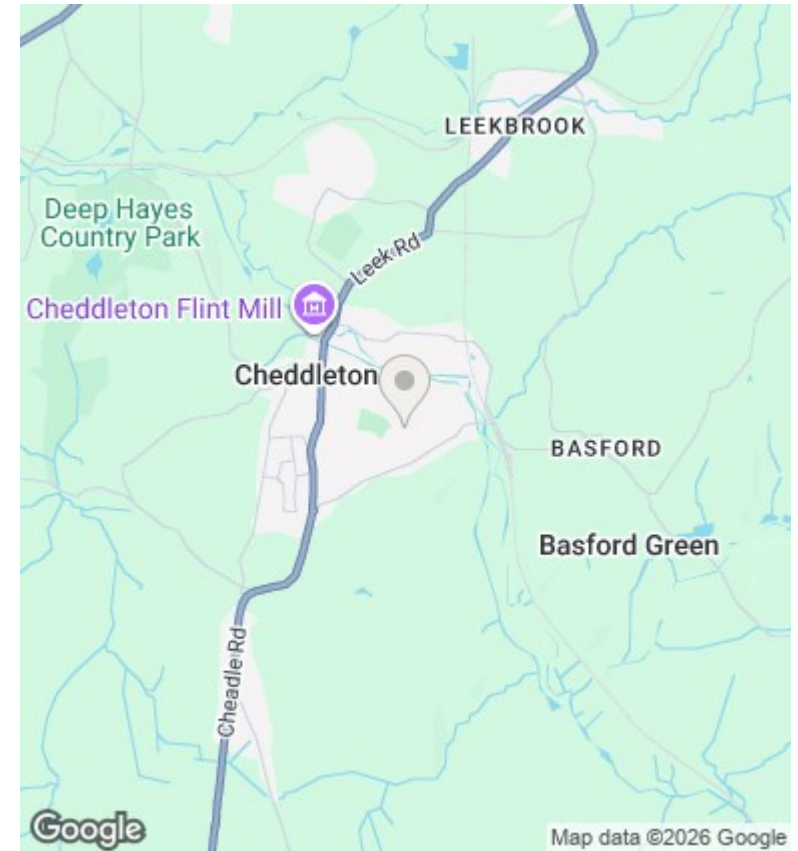 LEEKBROOK
Deep Hayes
Country Park
Leek Rd
Cheddleton Flint Mill
Cheddleton
BASFORD
Basford Green
Cheadle Rd
Google
Map data ©2026 Google